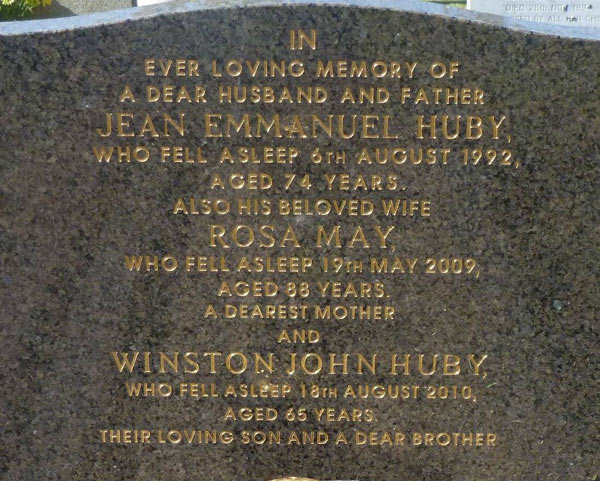 IN
EVER LOVING MEMORY OF
A DEAR HUSBAND AND FATHER
JEAN EMMANUEL HUBY,
WHO FELL ASLEEP 6TH AUGUST 1992,
AGED 74 YEARS.
ALSO HIS BELOVED WIFE
ROSA MAY,
WHO FELL ASLEEP 19TH MAY 2009,
AGED 88 YEARS.
A DEAREST MOTHER
AND
WINSTON JOHN HUBY,
WHO FELL ASLEEP 18TH AUGUST 2010,
AGED 65 YEARS.
THEIR LOVING SON AND A DEAR BROTHER